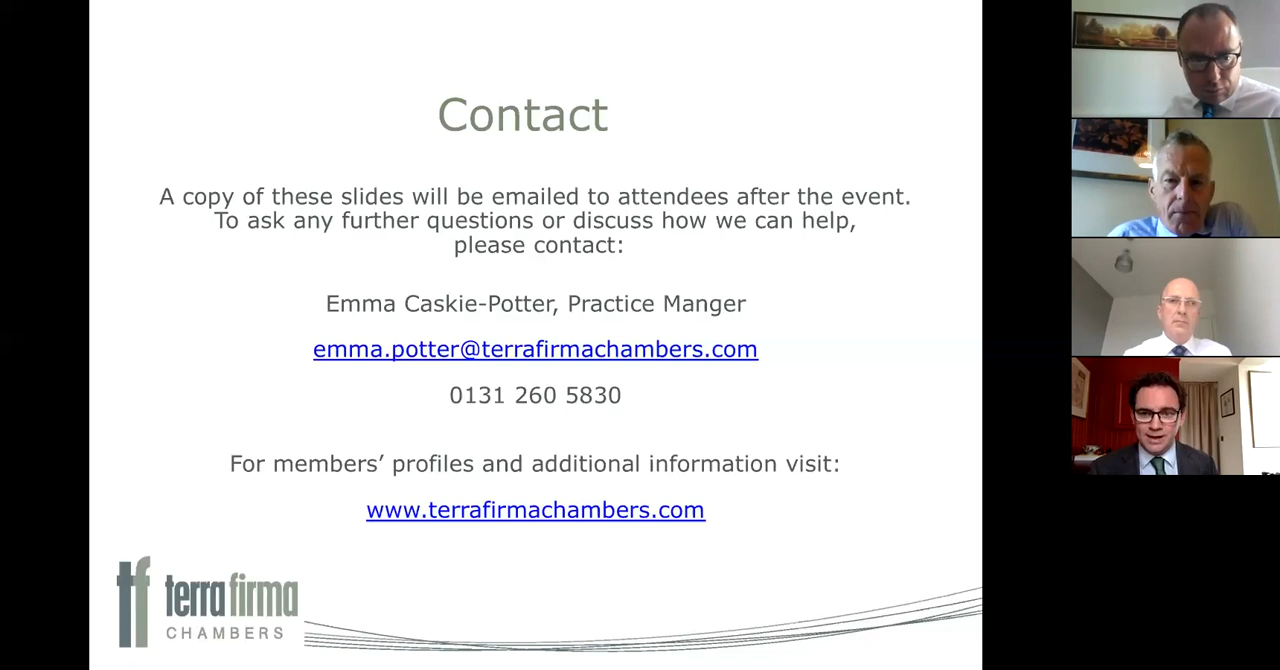 Contact
A copy of these slides will be emailed to attendees after the event.
To ask any further questions or discuss how we can help,
please contact:
Emma Caskie-Potter, Practice Manger
emma.potter@terrafirmachambers.com
0131 260 5830
For members’ profiles and additional information visit:
www.terrafirmachambers.com
tf terra firma
CHAMBERS